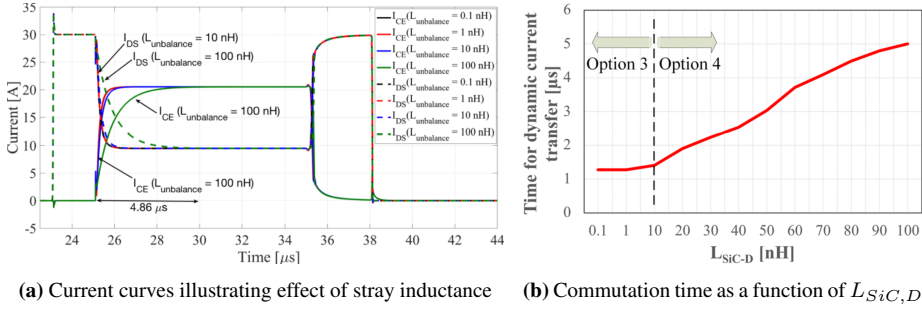 Current [A]
35
30
25
20
15
10
5
0
-5
24 26 28 30 32 34 36 38 40 42 44
Time [μs]
I_DS (L_unbalance = 10 nH)
I_DS (L_unbalance = 100 nH)
I_CE (L_unbalance = 100 nH)
I_CE (L_unbalance = 100 nH)
4.86 μs
I_CE(L_unbalance = 0.1 nH)
I_CE(L_unbalance = 1 nH)
I_CE(L_unbalance = 10 nH)
I_CE(L_unbalance = 100 nH)
I_DS(L_unbalance = 0.1 nH)
I_DS(L_unbalance = 1 nH)
I_DS(L_unbalance = 10 nH)
I_DS(L_unbalance = 100 nH)
(a) Current curves illustrating effect of stray inductance
Time for dynamic current
transfer [μs]
6
5
4
3
2
1
0
Option 3 Option 4
0.1 1 10 20 30 40 50 60 70 80 90 100
L_SiC-D [nH]
(b) Commutation time as a function of L_SiC,D